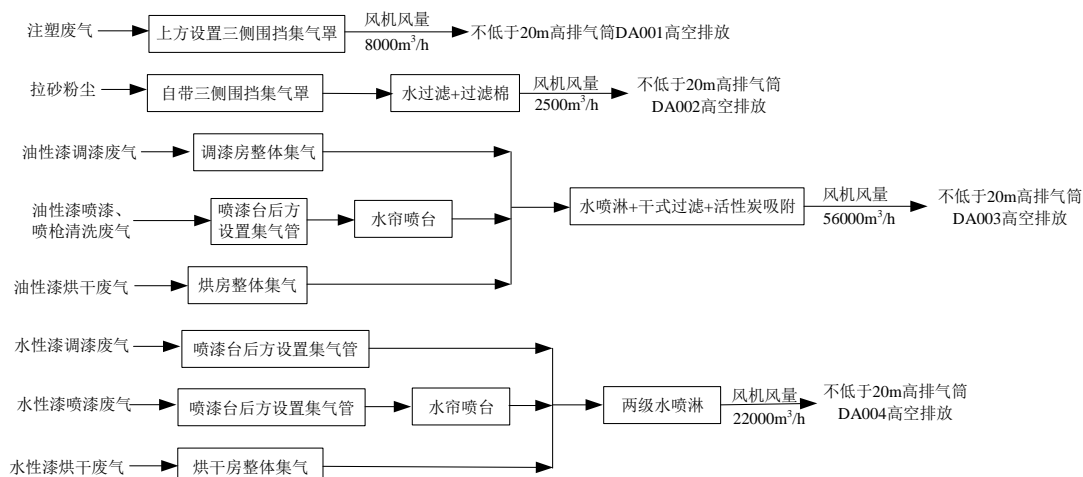 注塑废气
上方设置三侧围挡集气罩
风机风量
8000m³/h
不低于20m高排气筒DA001高空排放
拉砂粉尘
自带三侧围挡集气罩
水过滤+过滤棉
风机风量
2500m³/h
不低于20m高排气筒
DA002高空排放
油性漆调漆废气
调漆房整体集气
油性漆喷漆、
喷枪清洗废气
喷漆台后方
设置集气管
水帘喷台
油性漆烘干废气
烘房整体集气
水喷淋+干式过滤+活性炭吸附
风机风量
56000m³/h
不低于20m高排气筒
DA003高空排放
水性漆调漆废气
喷漆台后方设置集气管
水性漆喷漆废气
喷漆台后方设置集气管
水帘喷台
水性漆烘干废气
烘干房整体集气
两级水喷淋
风机风量
22000m³/h
不低于20m高排气筒
DA004高空排放